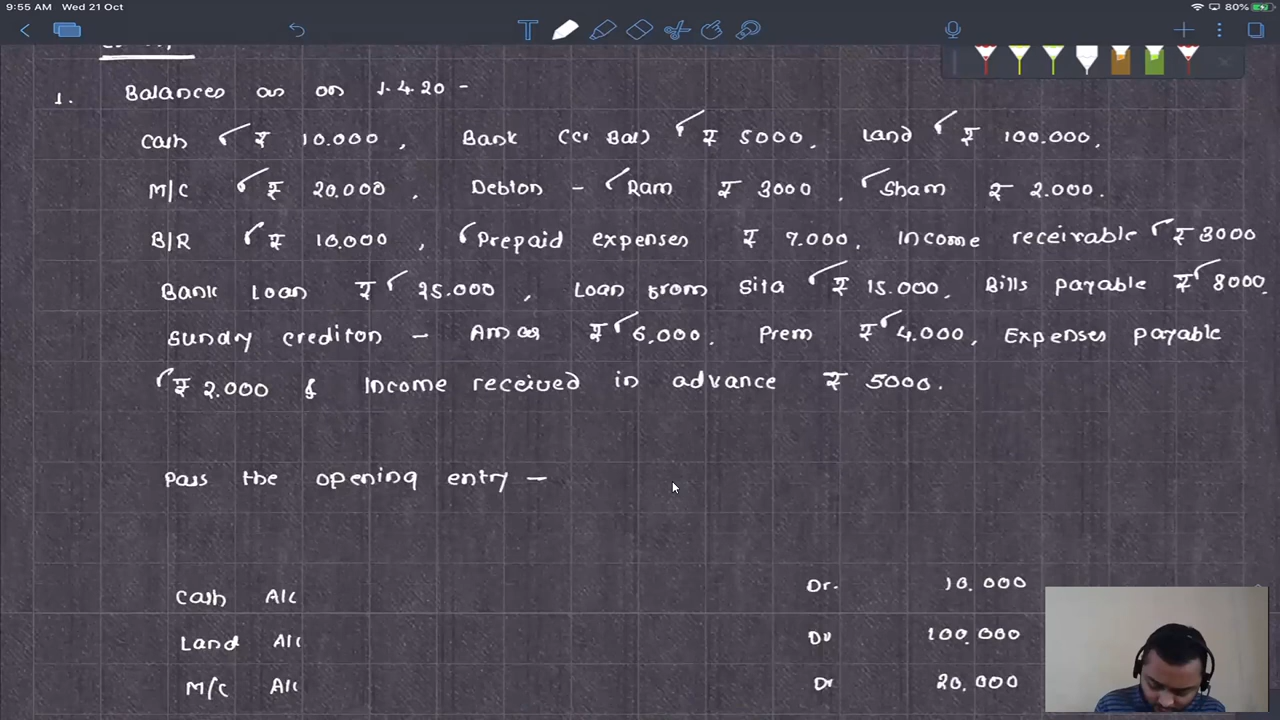 9:55 AM Wed 21 Oct 80%
1. Balances as on 1.4.20 -
Cash ₹ 10.000, Bank (Cr Bal) ₹ 5000, Land ₹ 100.000,
M/C ₹ 20.000, Debtors - Ram ₹ 3000, Sham ₹ 2.000.
B/R ₹ 10.000, Prepaid expenses ₹ 7.000, Income receivable ₹ 3000
Bank Loan ₹ 25.000, Loan from Sita ₹ 15.000, Bills payable ₹ 8000,
Sundry creditors - Amar ₹ 6,000, Prem ₹ 4.000, Expenses payable
₹ 2.000 & Income received in advance ₹ 5000.
Pass the opening entry -
Cash A/c Dr. 10.000
Land A/c Dr 100.000
M/c A/c Dr 20.000